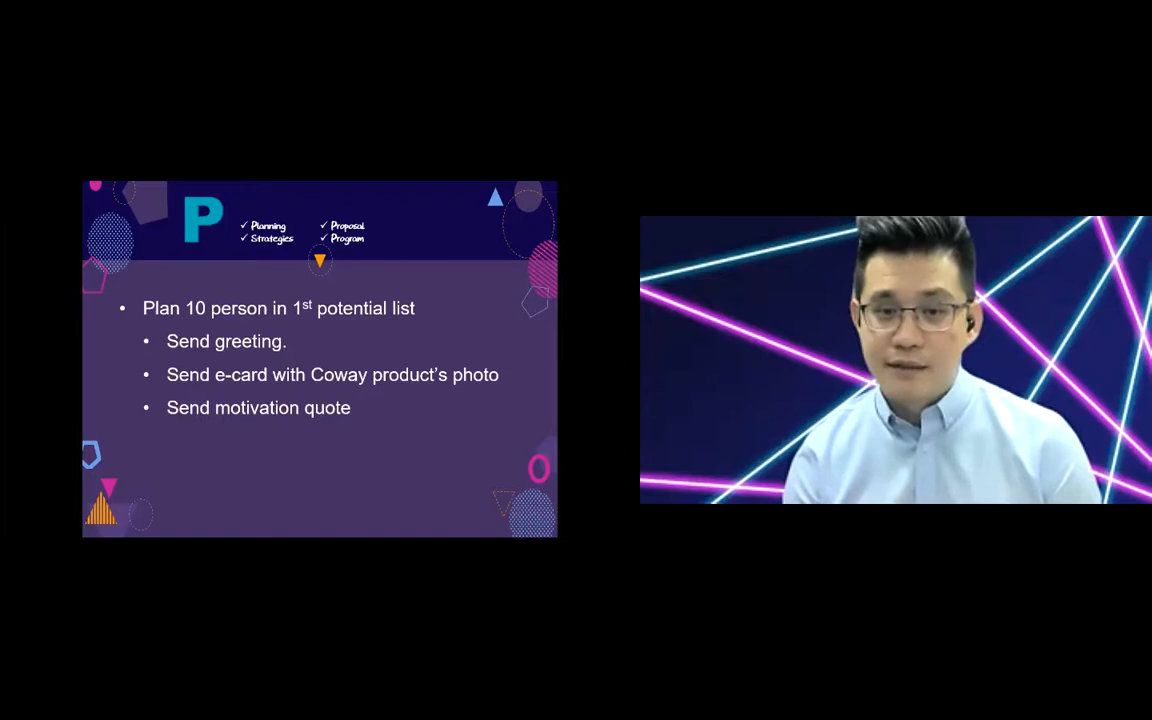 P
✓ Planning ✓ Proposal
✓ Strategies ✓ Program
• Plan 10 person in 1st potential list
• Send greeting.
• Send e-card with Coway product's photo
• Send motivation quote